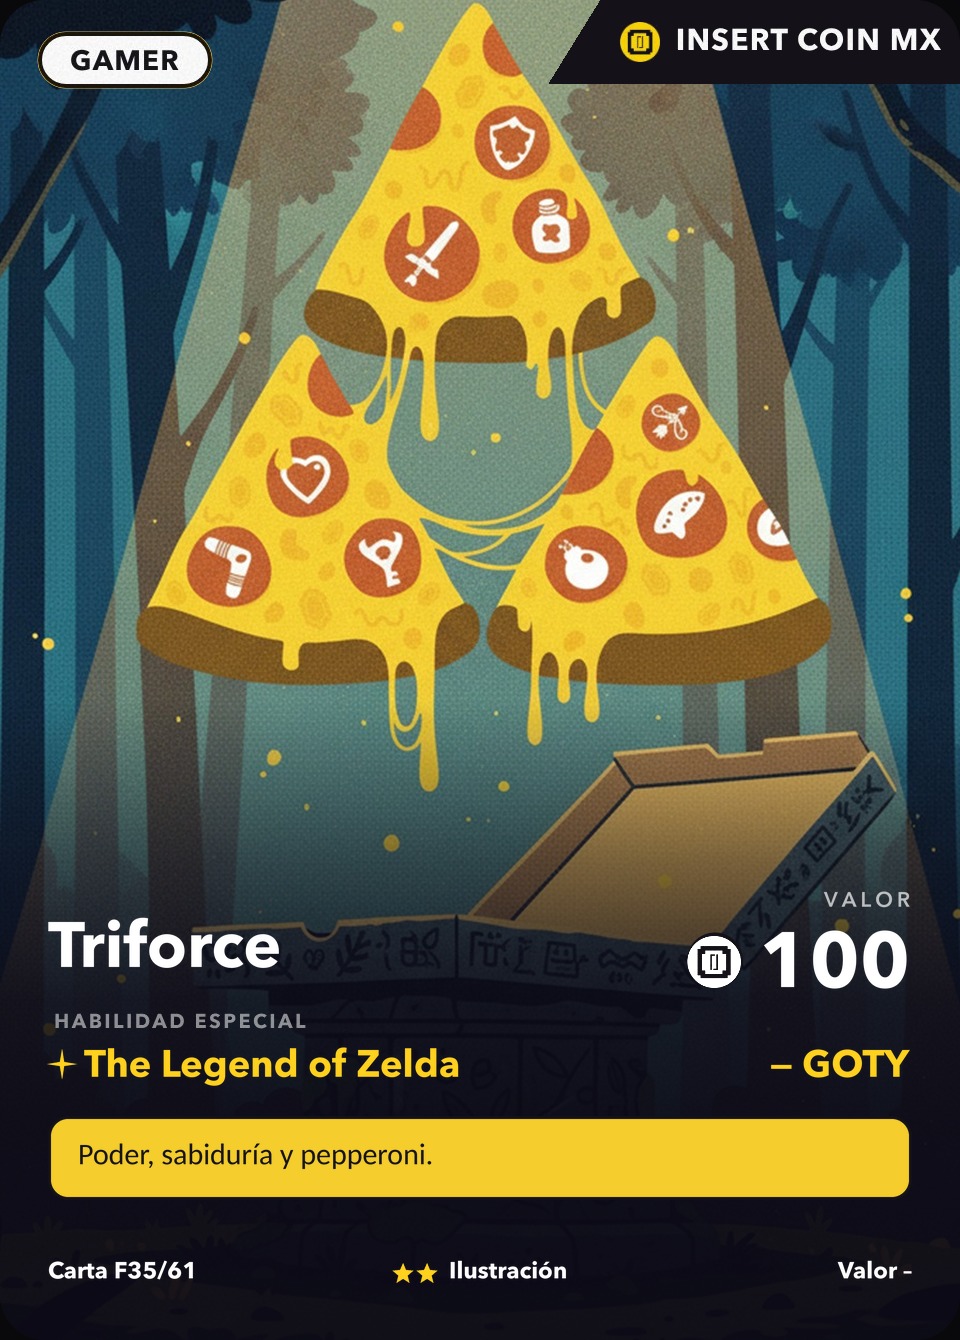 GAMER
INSERT COIN MX
VALOR
Triforce
100
HABILIDAD ESPECIAL
The Legend of Zelda
– GOTY
Poder, sabiduría y pepperoni.
Carta F35/61
Ilustración
Valor –